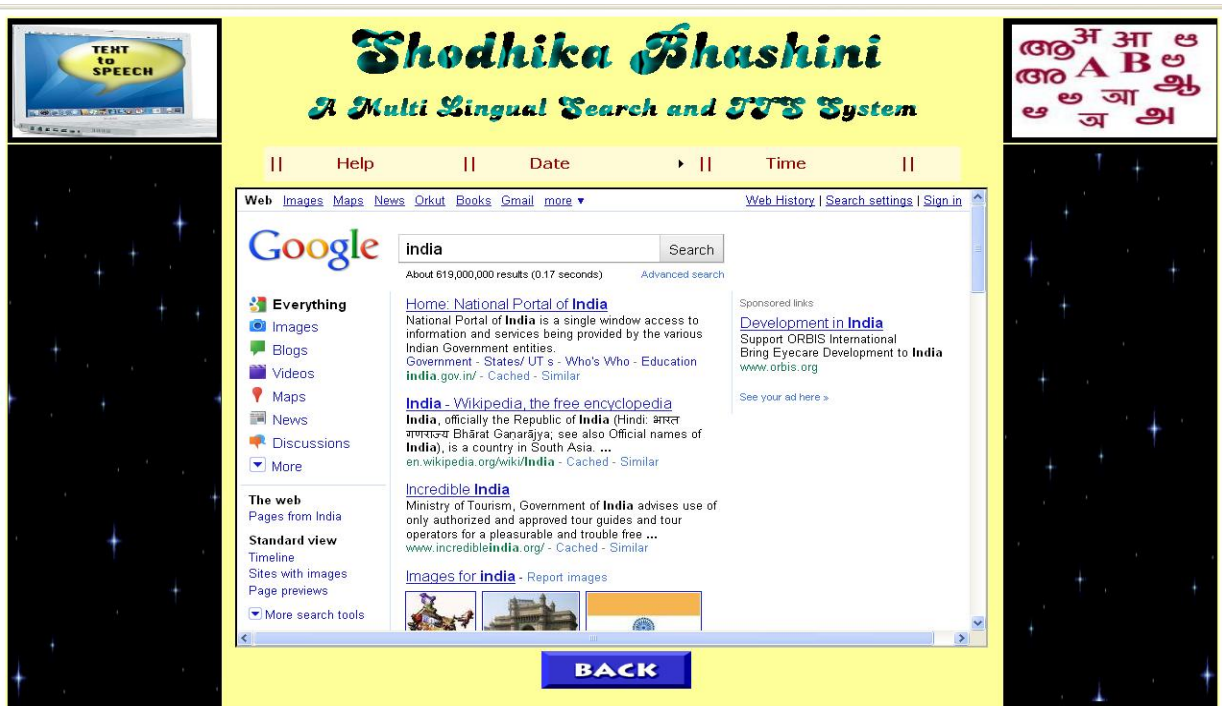 TEXT
to
SPEECH
Shodhika Bhashini
A Multi Lingual Search and TTS System
അ अ आ ഐ
ആ A B
ఆ ஆ
అ आ
ఆ अ அ
|| Help || Date || Time ||
Web Images Maps News Orkut Books Gmail more ▼ Web History | Search settings | Sign in
Google india Search
About 619,000,000 results (0.17 seconds) Advanced search
Everything
Images
Blogs
Videos
Maps
News
Discussions
More
The web
Pages from India
Standard view
Timeline
Sites with images
Page previews
More search tools
Home: National Portal of India
National Portal of India is a single window access to
information and services being provided by the various
Indian Government entities.
Government - States/ UT s - Who's Who - Education
india.gov.in/ - Cached - Similar
India - Wikipedia, the free encyclopedia
India, officially the Republic of India (Hindi: भारत
गणराज्य Bhārat Gaṇarājya; see also Official names of
India), is a country in South Asia. ...
en.wikipedia.org/wiki/India - Cached - Similar
Incredible India
Ministry of Tourism, Government of India advises use of
only authorized and approved tour guides and tour
operators for a pleasurable and trouble free ...
www.incredibleindia.org/ - Cached - Similar
Images for india - Report images
Sponsored links
Development in India
Support ORBIS International
Bring Eyecare Development to India
www.orbis.org
See your ad here »
BACK